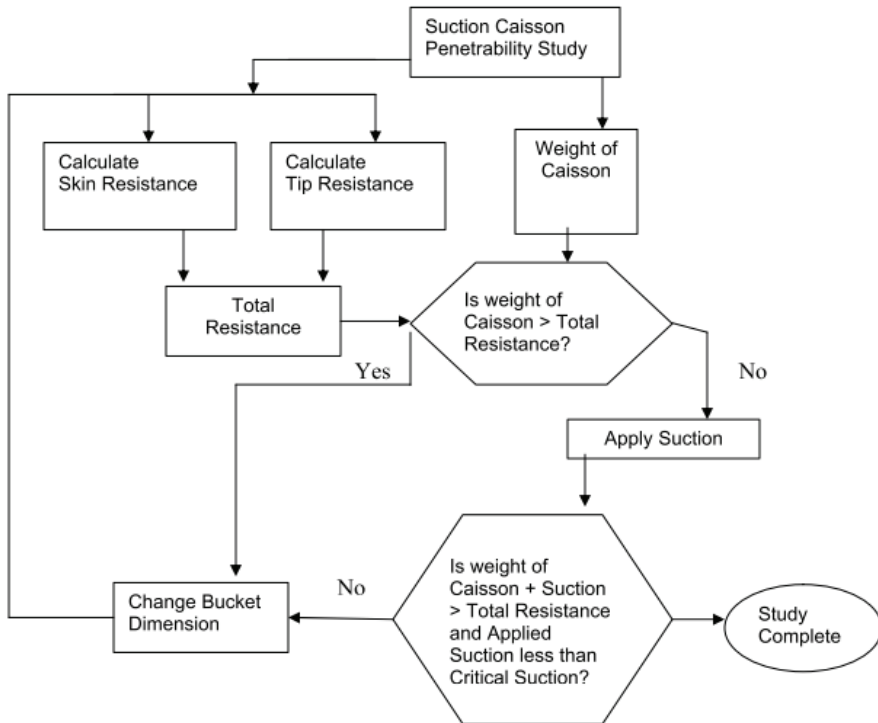 Suction Caisson
Penetrability Study
Calculate
Skin Resistance
Calculate
Tip Resistance
Weight of
Caisson
Total
Resistance
Is weight of
Caisson > Total
Resistance?
Yes
No
Apply Suction
Change Bucket
Dimension
No
Is weight of
Caisson + Suction
> Total Resistance
and Applied
Suction less than
Critical Suction?
Study
Complete